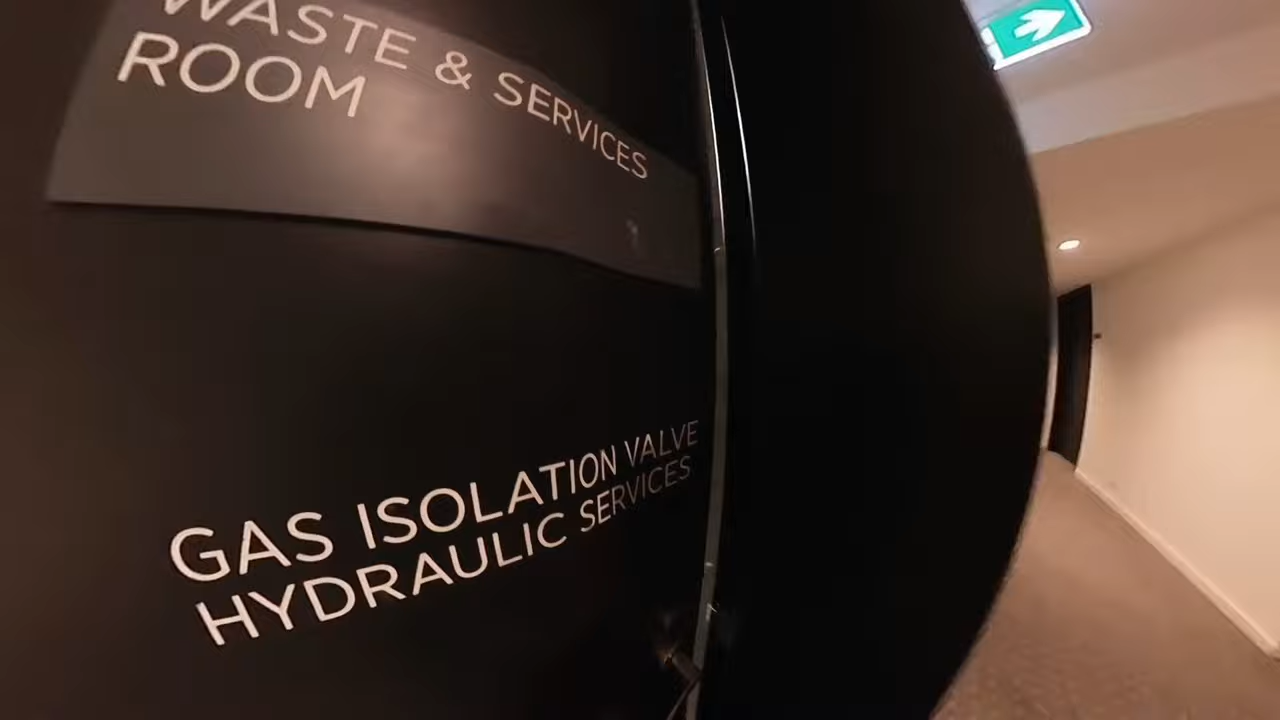 WASTE & SERVICES
ROOM
GAS ISOLATION VALVE
HYDRAULIC SERVICES